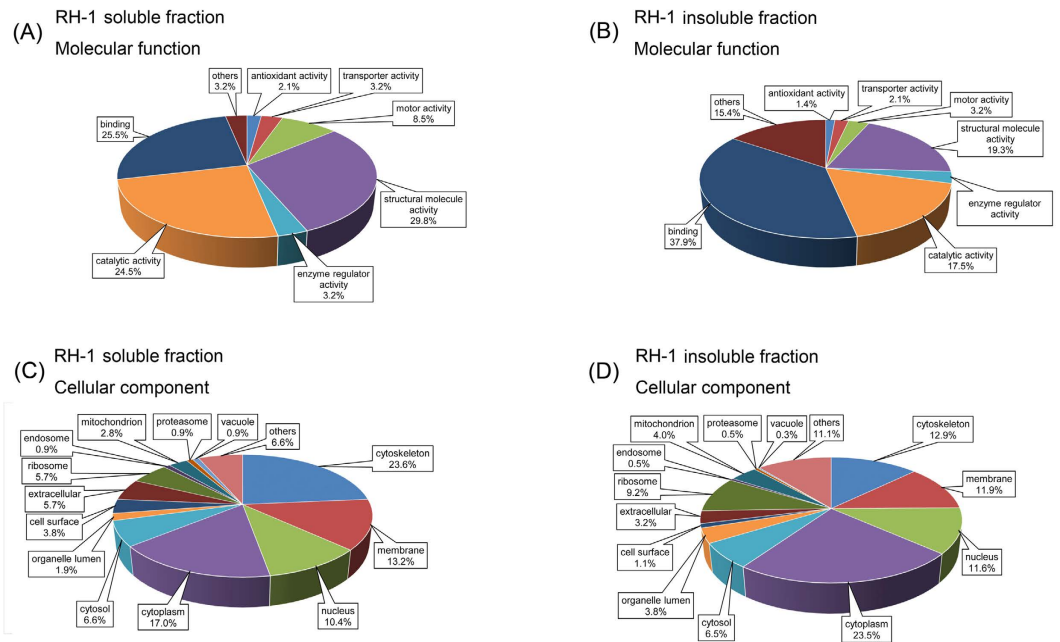 (A)
RH-1 soluble fraction
Molecular function
others
3.2%
antioxidant activity
2.1%
transporter activity
3.2%
motor activity
8.5%
binding
25.5%
structural molecule
activity
29.8%
catalytic activity
24.5%
enzyme regulator
activity
3.2%
(B)
RH-1 insoluble fraction
Molecular function
others
15.4%
antioxidant activity
1.4%
transporter activity
2.1%
motor activity
3.2%
structural molecule
activity
19.3%
enzyme regulator
activity
binding
37.9%
catalytic activity
17.5%
(C)
RH-1 soluble fraction
Cellular component
mitochondrion
2.8%
proteasome
0.9%
vacuole
0.9%
others
6.6%
endosome
0.9%
cytoskeleton
23.6%
ribosome
5.7%
extracellular
5.7%
cell surface
3.8%
organelle lumen
1.9%
membrane
13.2%
cytosol
6.6%
cytoplasm
17.0%
nucleus
10.4%
(D)
RH-1 insoluble fraction
Cellular component
mitochondrion
4.0%
proteasome
0.5%
vacuole
0.3%
others
11.1%
cytoskeleton
12.9%
endosome
0.5%
ribosome
9.2%
membrane
11.9%
extracellular
3.2%
cell surface
1.1%
nucleus
11.6%
organelle lumen
3.8%
cytosol
6.5%
cytoplasm
23.5%